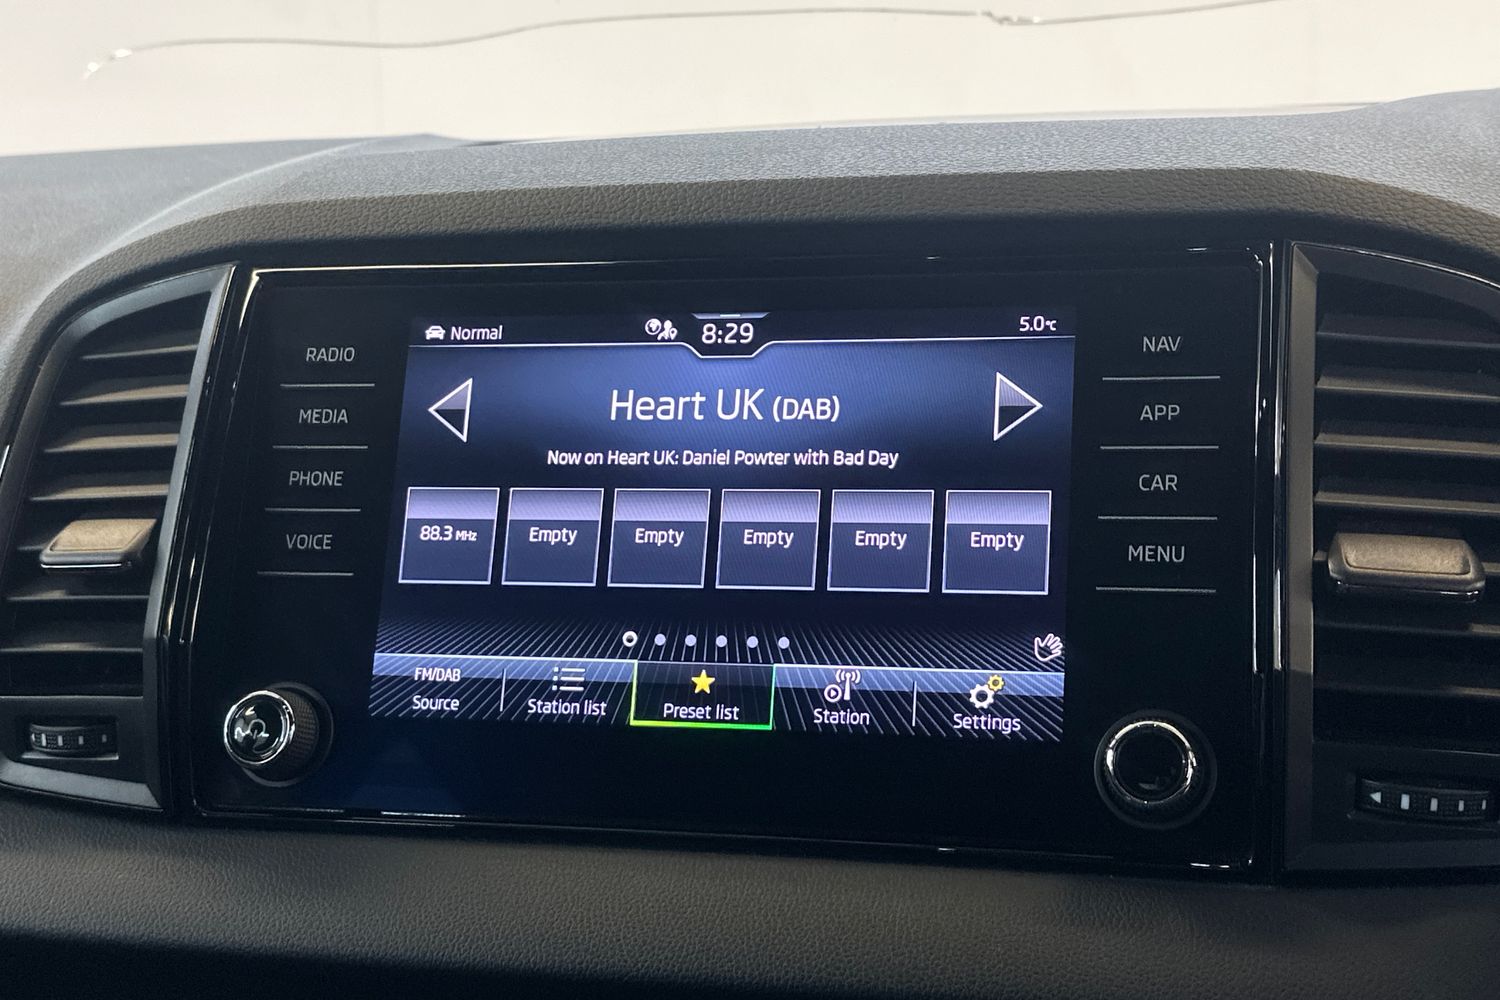 Normal
8:29
5.0°C
RADIO
MEDIA
PHONE
VOICE
Heart UK (DAB)
Now on Heart UK: Daniel Powter with Bad Day
88.3 MHz
Empty
Empty
Empty
Empty
Empty
FM/DAB
Source
Station list
Preset list
Station
Settings
NAV
APP
CAR
MENU